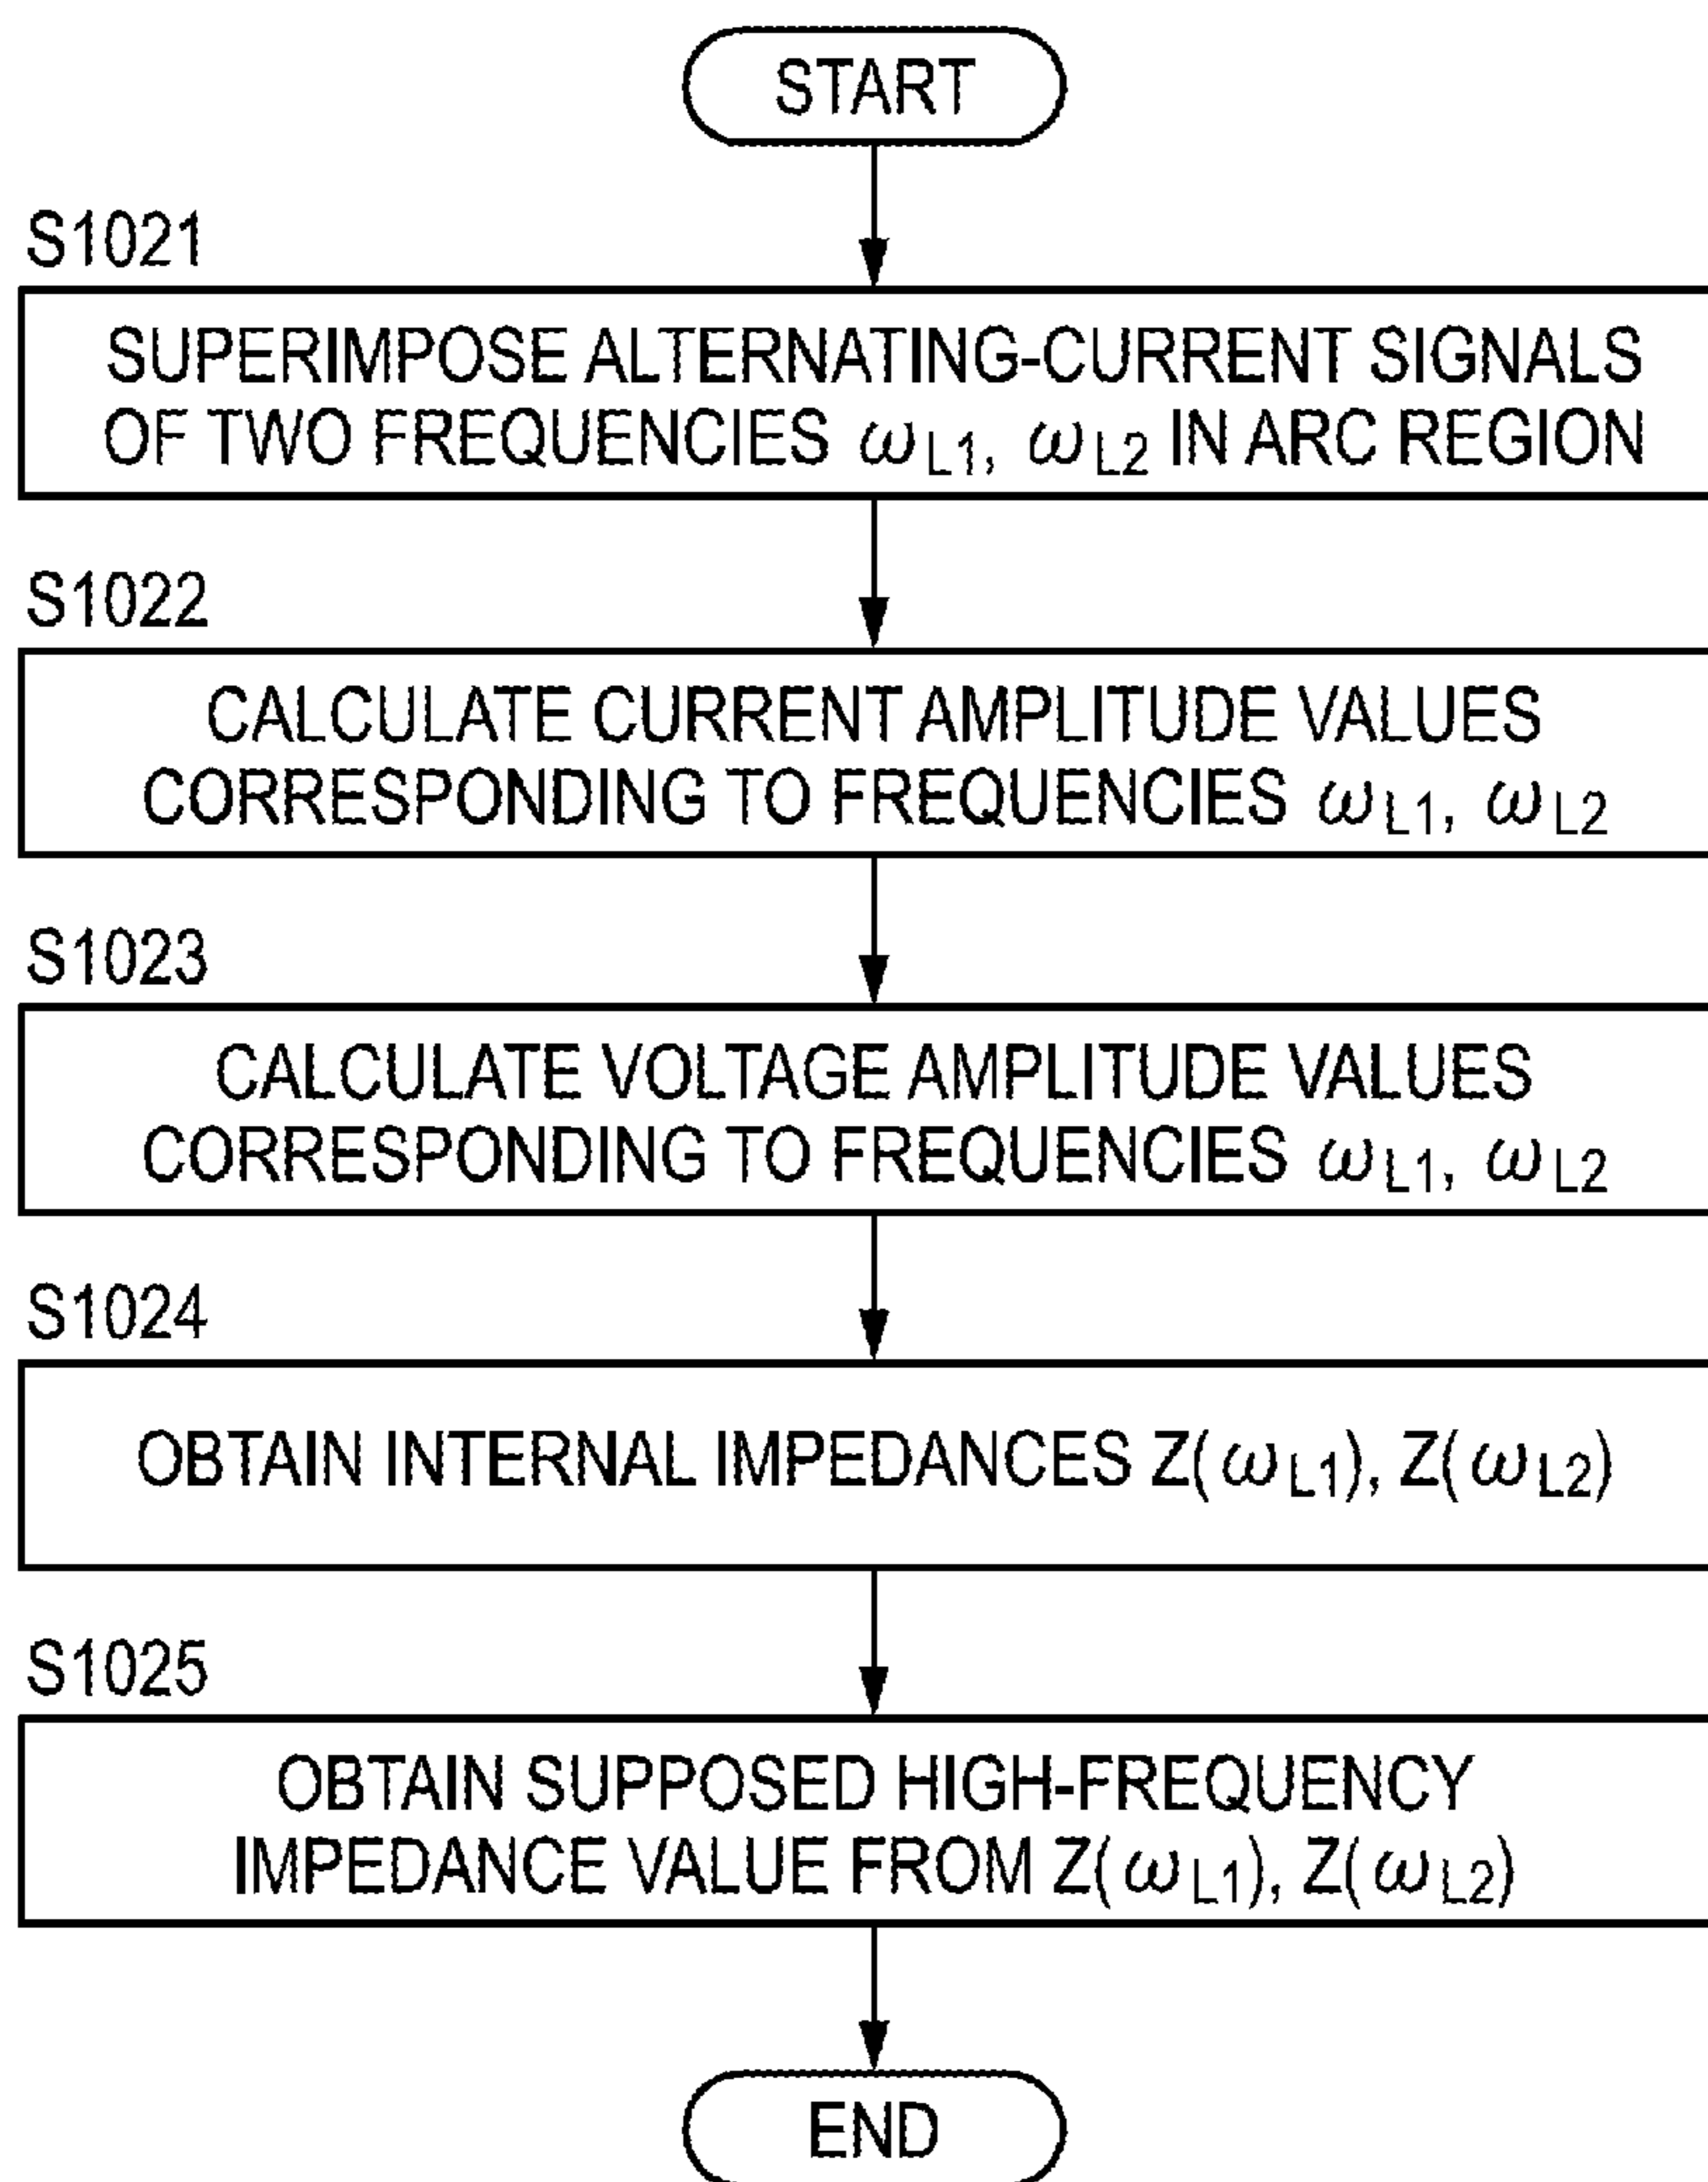 START
S1021
SUPERIMPOSE ALTERNATING-CURRENT SIGNALS
OF TWO FREQUENCIES ωL1, ωL2 IN ARC REGION
S1022
CALCULATE CURRENT AMPLITUDE VALUES
CORRESPONDING TO FREQUENCIES ωL1, ωL2
S1023
CALCULATE VOLTAGE AMPLITUDE VALUES
CORRESPONDING TO FREQUENCIES ωL1, ωL2
S1024
OBTAIN INTERNAL IMPEDANCES Z(ωL1), Z(ωL2)
S1025
OBTAIN SUPPOSED HIGH-FREQUENCY
IMPEDANCE VALUE FROM Z(ωL1), Z(ωL2)
END